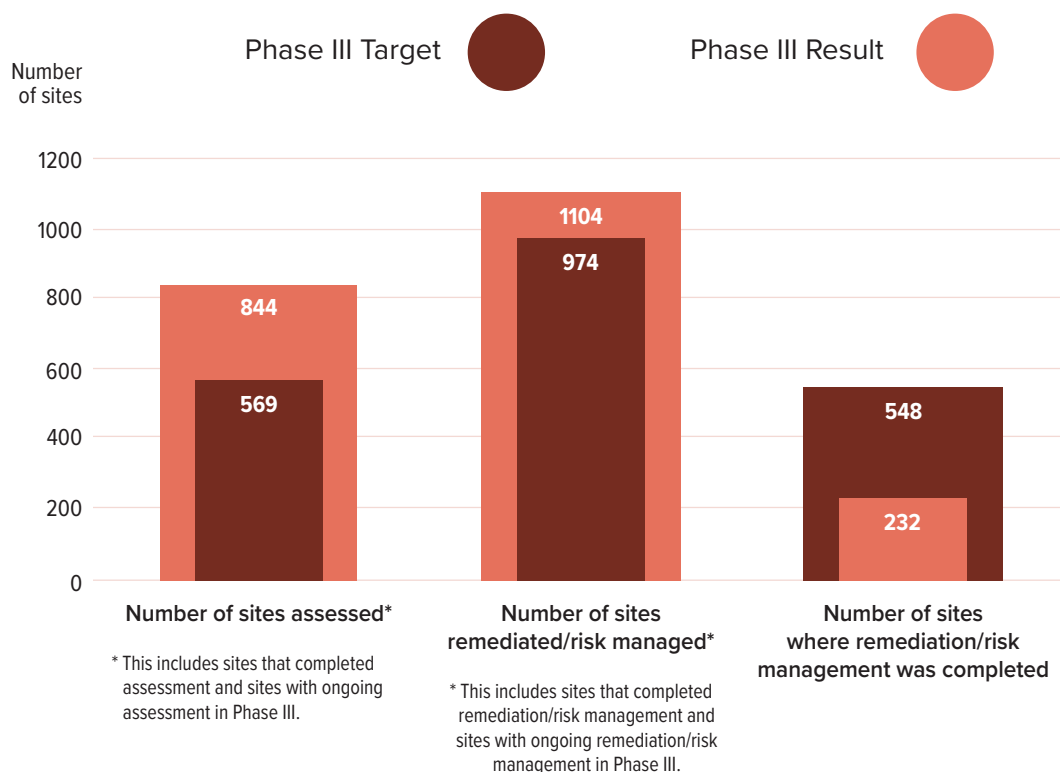 Phase III Target
Phase III Result
Number
of sites
1200
1000
800
600
400
200
0
844
569
1104
974
548
232
Number of sites assessed*
* This includes sites that completed
assessment and sites with ongoing
assessment in Phase III.
Number of sites
remediated/risk managed*
* This includes sites that completed
remediation/risk management and
sites with ongoing remediation/risk
management in Phase III.
Number of sites
where remediation/risk
management was completed